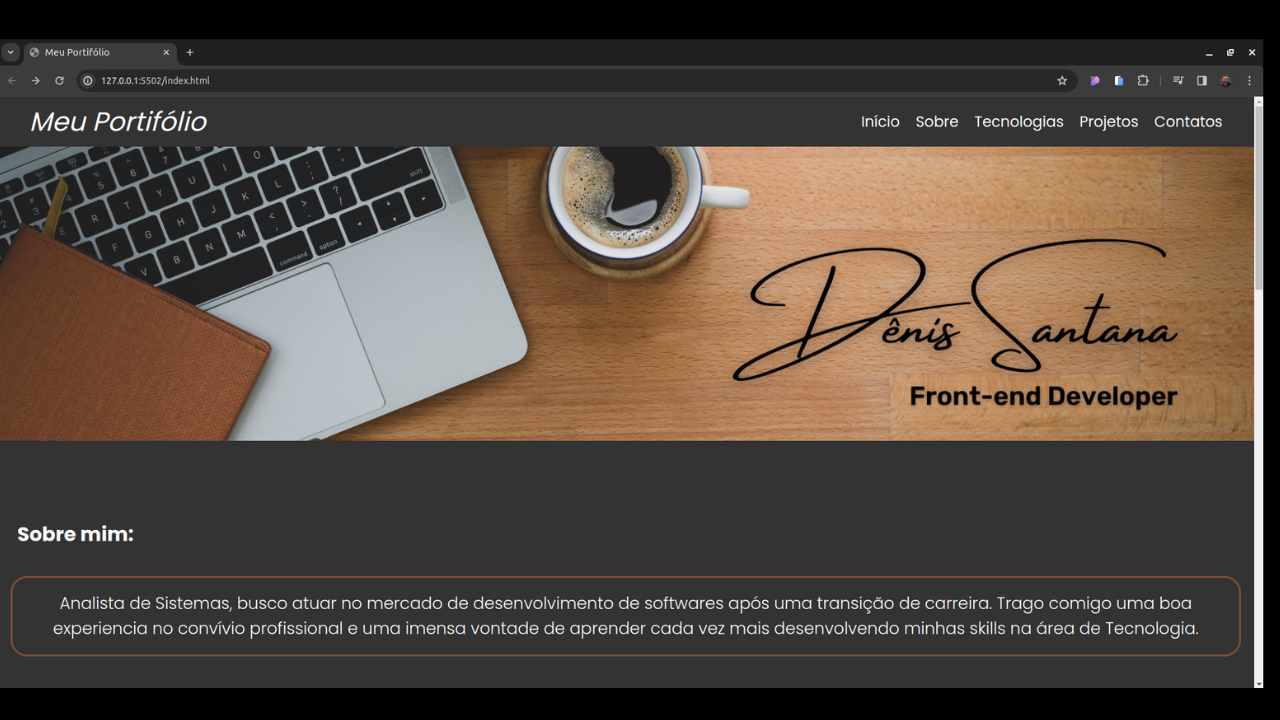 Meu Portifólio
127.0.0.1:5502/index.html
Meu Portifólio
Início Sobre Tecnologias Projetos Contatos
Dênis Santana
Front-end Developer
Sobre mim:
Analista de Sistemas, busco atuar no mercado de desenvolvimento de softwares após uma transição de carreira. Trago comigo uma boa
experiencia no convívio profissional e uma imensa vontade de aprender cada vez mais desenvolvendo minhas skills na área de Tecnologia.